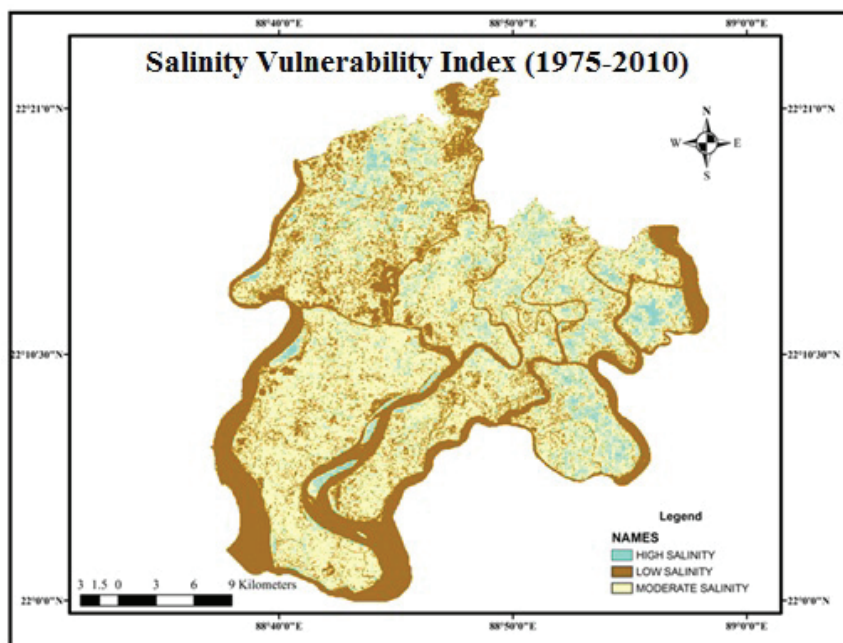 88°40'0"E 88°50'0"E 89°0'0"E
Salinity Vulnerability Index (1975-2010)
22°21'0"N 22°21'0"N
N
W E
S
22°10'30"N 22°10'30"N
Legend
NAMES
HIGH SALINITY
LOW SALINITY
MODERATE SALINITY
3 1.5 0 3 6 9 Kilometers
22°0'0"N 22°0'0"N
88°40'0"E 88°50'0"E 89°0'0"E